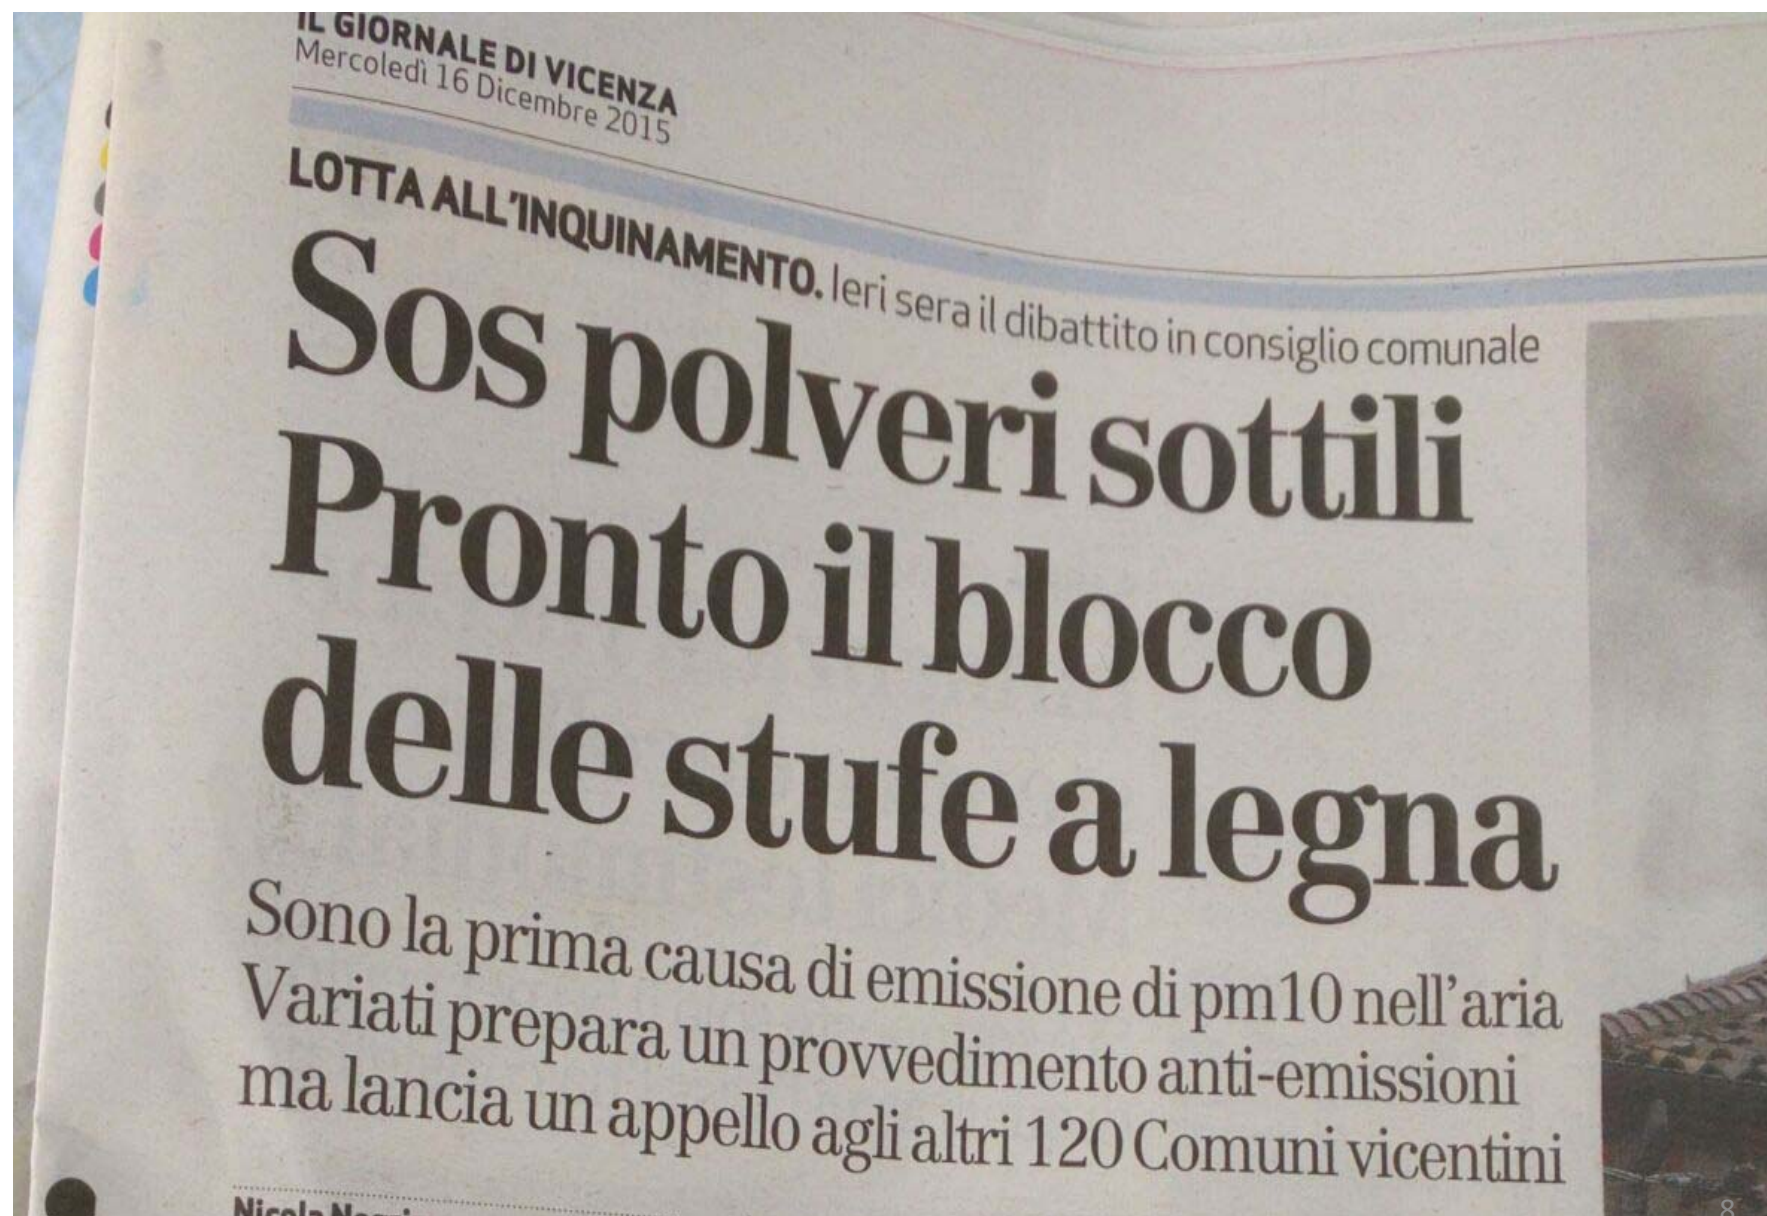 IL GIORNALE DI VICENZA
Mercoledì 16 Dicembre 2015
LOTTA ALL'INQUINAMENTO. Ieri sera il dibattito in consiglio comunale
Sos polveri sottili
Pronto il blocco
delle stufe a legna
Sono la prima causa di emissione di pm10 nell'aria
Variati prepara un provvedimento anti-emissioni
ma lancia un appello agli altri 120 Comuni vicentini
Nicola
8